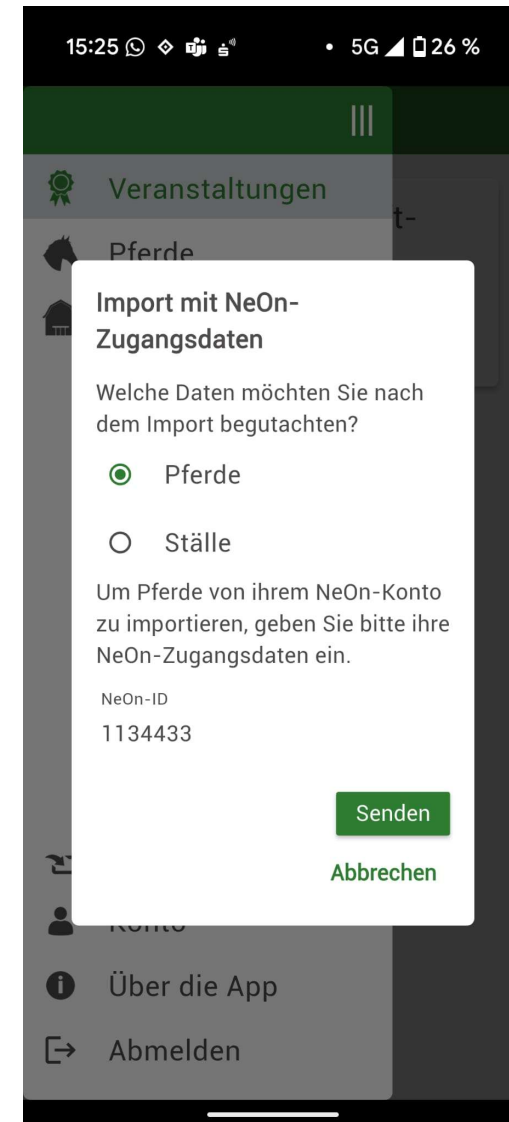 15:25 5G 26 %
Veranstaltungen
t-
Pferde
Import mit NeOn-
Zugangsdaten
Welche Daten möchten Sie nach
dem Import begutachten?
Pferde
Ställe
Um Pferde von ihrem NeOn-Konto
zu importieren, geben Sie bitte ihre
NeOn-Zugangsdaten ein.
NeOn-ID
1134433
Senden
Abbrechen
Konto
Über die App
Abmelden